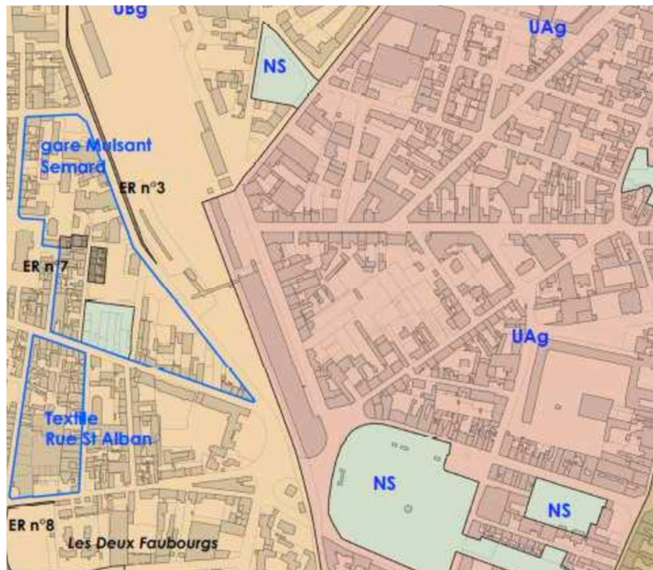 UBg
UAg
NS
gare Mulsant
Semard
ER n°3
ER n°7
UAg
Textile
Rue St Alban
NS
NS
ER n°8
Les Deux Faubourgs